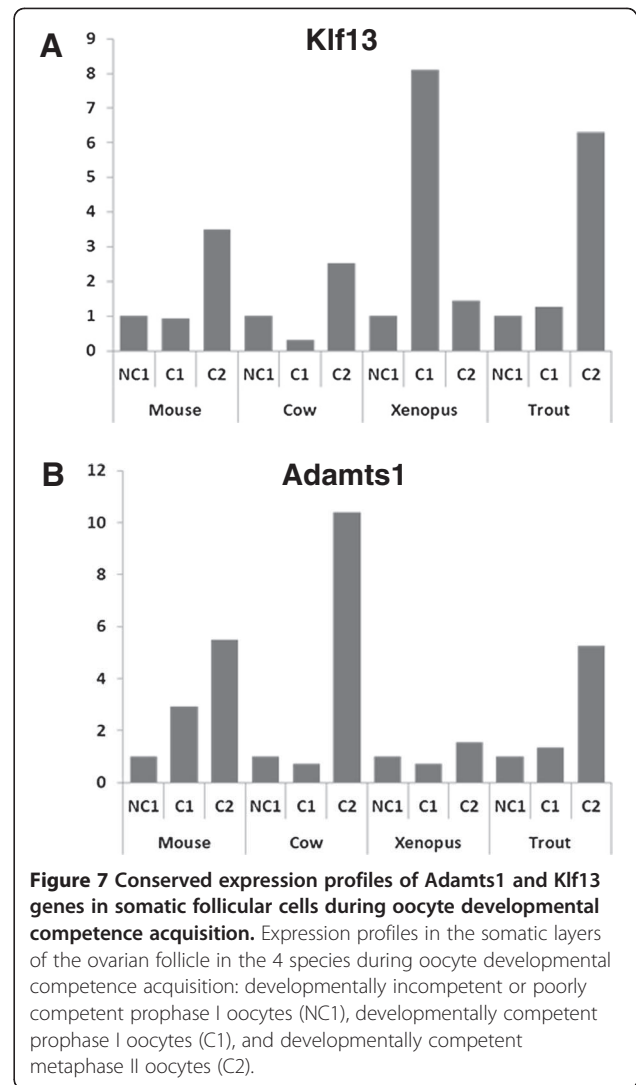 A
Klf13
9
8
7
6
5
4
3
2
1
0
NC1 C1 C2 NC1 C1 C2 NC1 C1 C2 NC1 C1 C2
Mouse Cow Xenopus Trout
B
Adamts1
12
10
8
6
4
2
0
NC1 C1 C2 NC1 C1 C2 NC1 C1 C2 NC1 C1 C2
Mouse Cow Xenopus Trout
Figure 7 Conserved expression profiles of Adamts1 and Klf13
genes in somatic follicular cells during oocyte developmental
competence acquisition. Expression profiles in the somatic layers
of the ovarian follicle in the 4 species during oocyte developmental
competence acquisition: developmentally incompetent or poorly
competent prophase I oocytes (NC1), developmentally competent
prophase I oocytes (C1), and developmentally competent
metaphase II oocytes (C2).